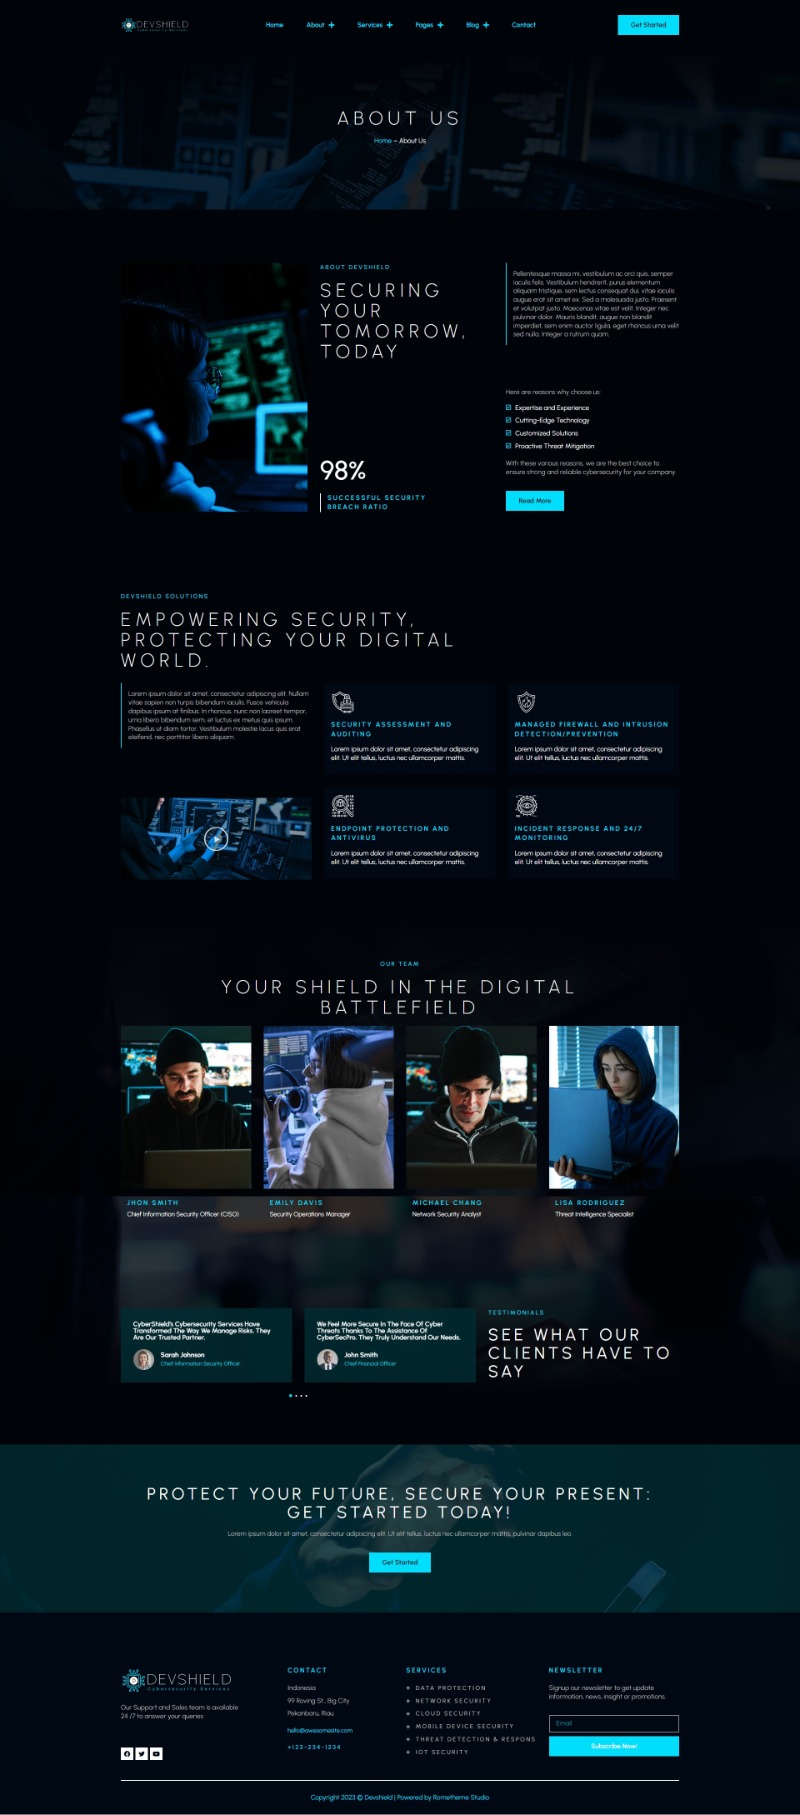 DEVSHIELD
Cybersecurity Services
Home
About
Services
Pages
Blog
Contact
Get Started
ABOUT US
Home – About Us
ABOUT DEVSHIELD
SECURING
YOUR
TOMORROW,
TODAY
98%
SUCCESSFUL SECURITY
BREACH RATIO
Pellentesque massa mi, vestibulum ac orci quis, semper
iaculis felis. Vestibulum hendrerit, purus elementum
aliquam tristique, sem lectus consequat dui, vitae iaculis
augue erat sit amet ex. Sed a malesuada justo. Praesent
et volutpat justo. Maecenas vitae est velit. Integer nec
pulvinar dolor. Mauris blandit, augue non blandit
imperdiet, sem enim auctor ligula, eget rhoncus urna velit
sed nulla. Integer a rutrum quam.
Here are reasons why choose us:
Expertise and Experience
Cutting-Edge Technology
Customized Solutions
Proactive Threat Mitigation
With these various reasons, we are the best choice to
ensure strong and reliable cybersecurity for your company.
Read More
DEVSHIELD SOLUTIONS
EMPOWERING SECURITY,
PROTECTING YOUR DIGITAL
WORLD.
Lorem ipsum dolor sit amet, consectetur adipiscing elit. Nullam
vitae sapien non turpis bibendum iaculis. Fusce vehicula
dapibus ipsum at finibus. In rhoncus, nunc non laoreet tempor,
urna libero bibendum sem, et luctus ex metus quis ipsum.
Phasellus ut diam tortor. Vestibulum molestie lacus quis erat
eleifend, nec porttitor libero aliquam.
SECURITY ASSESSMENT AND
AUDITING
Lorem ipsum dolor sit amet, consectetur adipiscing
elit. Ut elit tellus, luctus nec ullamcorper mattis.
MANAGED FIREWALL AND INTRUSION
DETECTION/PREVENTION
Lorem ipsum dolor sit amet, consectetur adipiscing
elit. Ut elit tellus, luctus nec ullamcorper mattis.
ENDPOINT PROTECTION AND
ANTIVIRUS
Lorem ipsum dolor sit amet, consectetur adipiscing
elit. Ut elit tellus, luctus nec ullamcorper mattis.
INCIDENT RESPONSE AND 24/7
MONITORING
Lorem ipsum dolor sit amet, consectetur adipiscing
elit. Ut elit tellus, luctus nec ullamcorper mattis.
OUR TEAM
YOUR SHIELD IN THE DIGITAL
BATTLEFIELD
JHON SMITH
Chief Information Security Officer (CISO)
EMILY DAVIS
Security Operations Manager
MICHAEL CHANG
Network Security Analyst
LISA RODRIGUEZ
Threat Intelligence Specialist
CyberShield's Cybersecurity Services Have
Transformed The Way We Manage Risks. They
Are Our Trusted Partner.
Sarah Johnson
Chief Information Security Officer
We Feel More Secure In The Face Of Cyber
Threats Thanks To The Assistance Of
CyberSecPro. They Truly Understand Our Needs.
John Smith
Chief Financial Officer
TESTIMONIALS
SEE WHAT OUR
CLIENTS HAVE TO
SAY
PROTECT YOUR FUTURE, SECURE YOUR PRESENT:
GET STARTED TODAY!
Lorem ipsum dolor sit amet, consectetur adipiscing elit. Ut elit tellus, luctus nec ullamcorper mattis, pulvinar dapibus leo.
Get Started
DEVSHIELD
Cybersecurity Services
Our Support and Sales team is available
24 /7 to answer your queries
CONTACT
Indonesia
99 Roving St., Big City
Pekanbaru, Riau
hello@awesomesite.com
+123-234-1234
SERVICES
DATA PROTECTION
NETWORK SECURITY
CLOUD SECURITY
MOBILE DEVICE SECURITY
THREAT DETECTION & RESPONS
IOT SECURITY
NEWSLETTER
Signup our newsletter to get update
information, news, insight or promotions.
Email
Subscribe Now!
Copyright 2023 © Devshield | Powered by Rometheme Studio